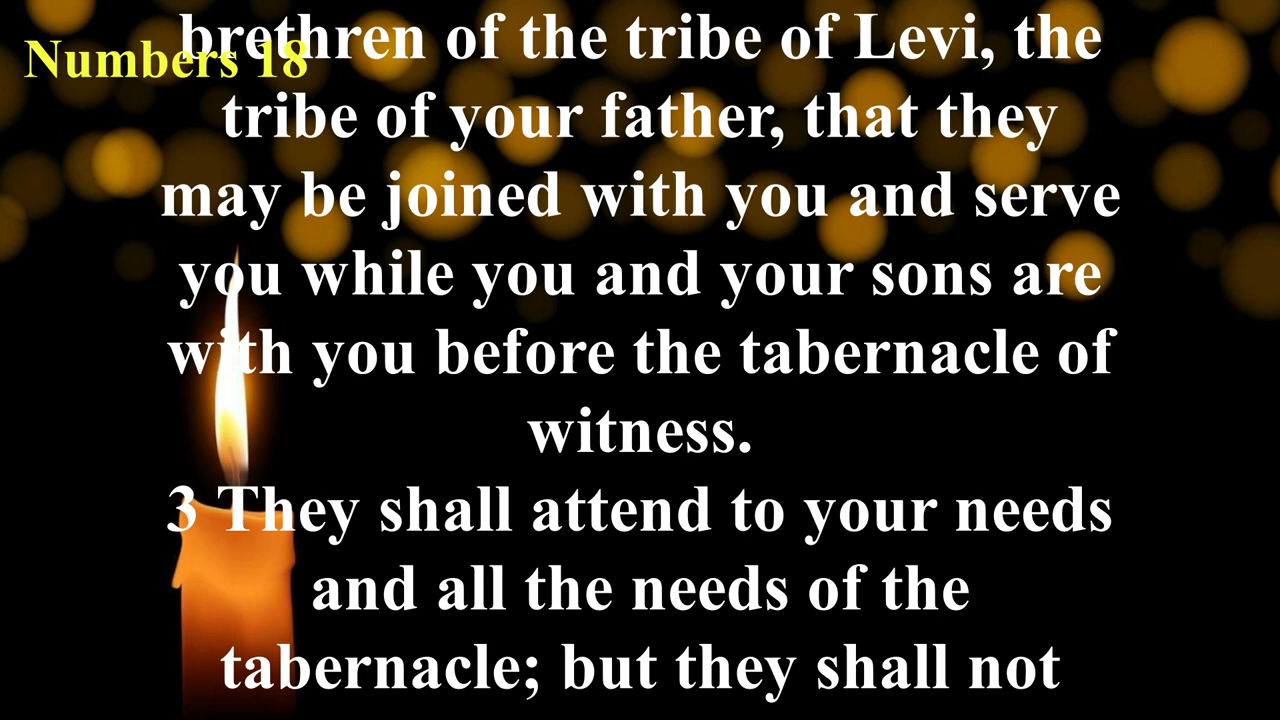 Numbers 18
brethren of the tribe of Levi, the
tribe of your father, that they
may be joined with you and serve
you while you and your sons are
with you before the tabernacle of
witness.
3 They shall attend to your needs
and all the needs of the
tabernacle; but they shall not